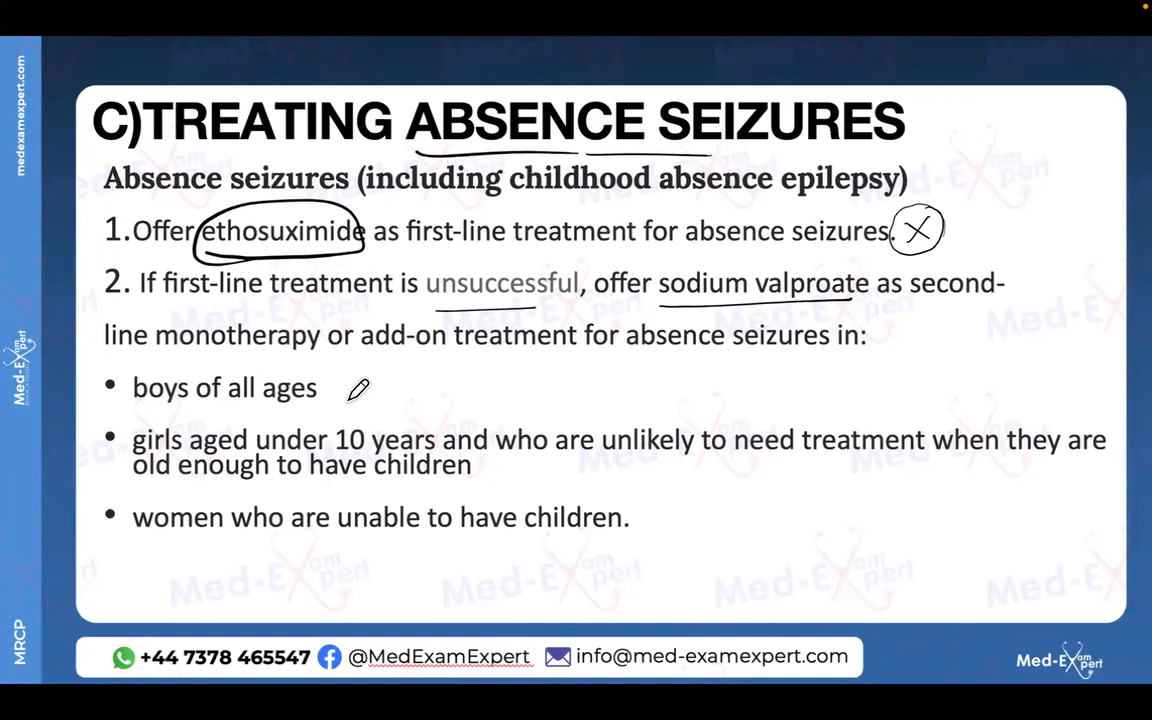 medexamexpert.com
C)TREATING ABSENCE SEIZURES
Absence seizures (including childhood absence epilepsy)
1.Offer ethosuximide as first-line treatment for absence seizures.
2. If first-line treatment is unsuccessful, offer sodium valproate as second-
line monotherapy or add-on treatment for absence seizures in:
• boys of all ages
• girls aged under 10 years and who are unlikely to need treatment when they are
old enough to have children
• women who are unable to have children.
Med-Exam Expert
MRCP
+44 7378 465547 @MedExamExpert info@med-examexpert.com
Med-Exam Expert